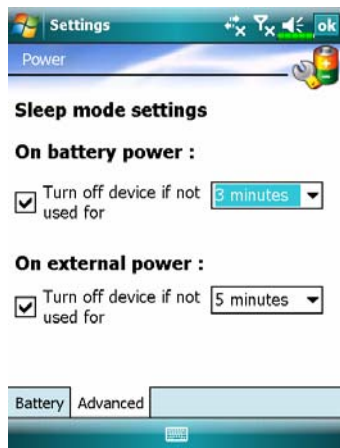 Settings
ok
Power
Sleep mode settings
On battery power :
Turn off device if not
used for
3 minutes
On external power :
Turn off device if not
used for
5 minutes
Battery Advanced